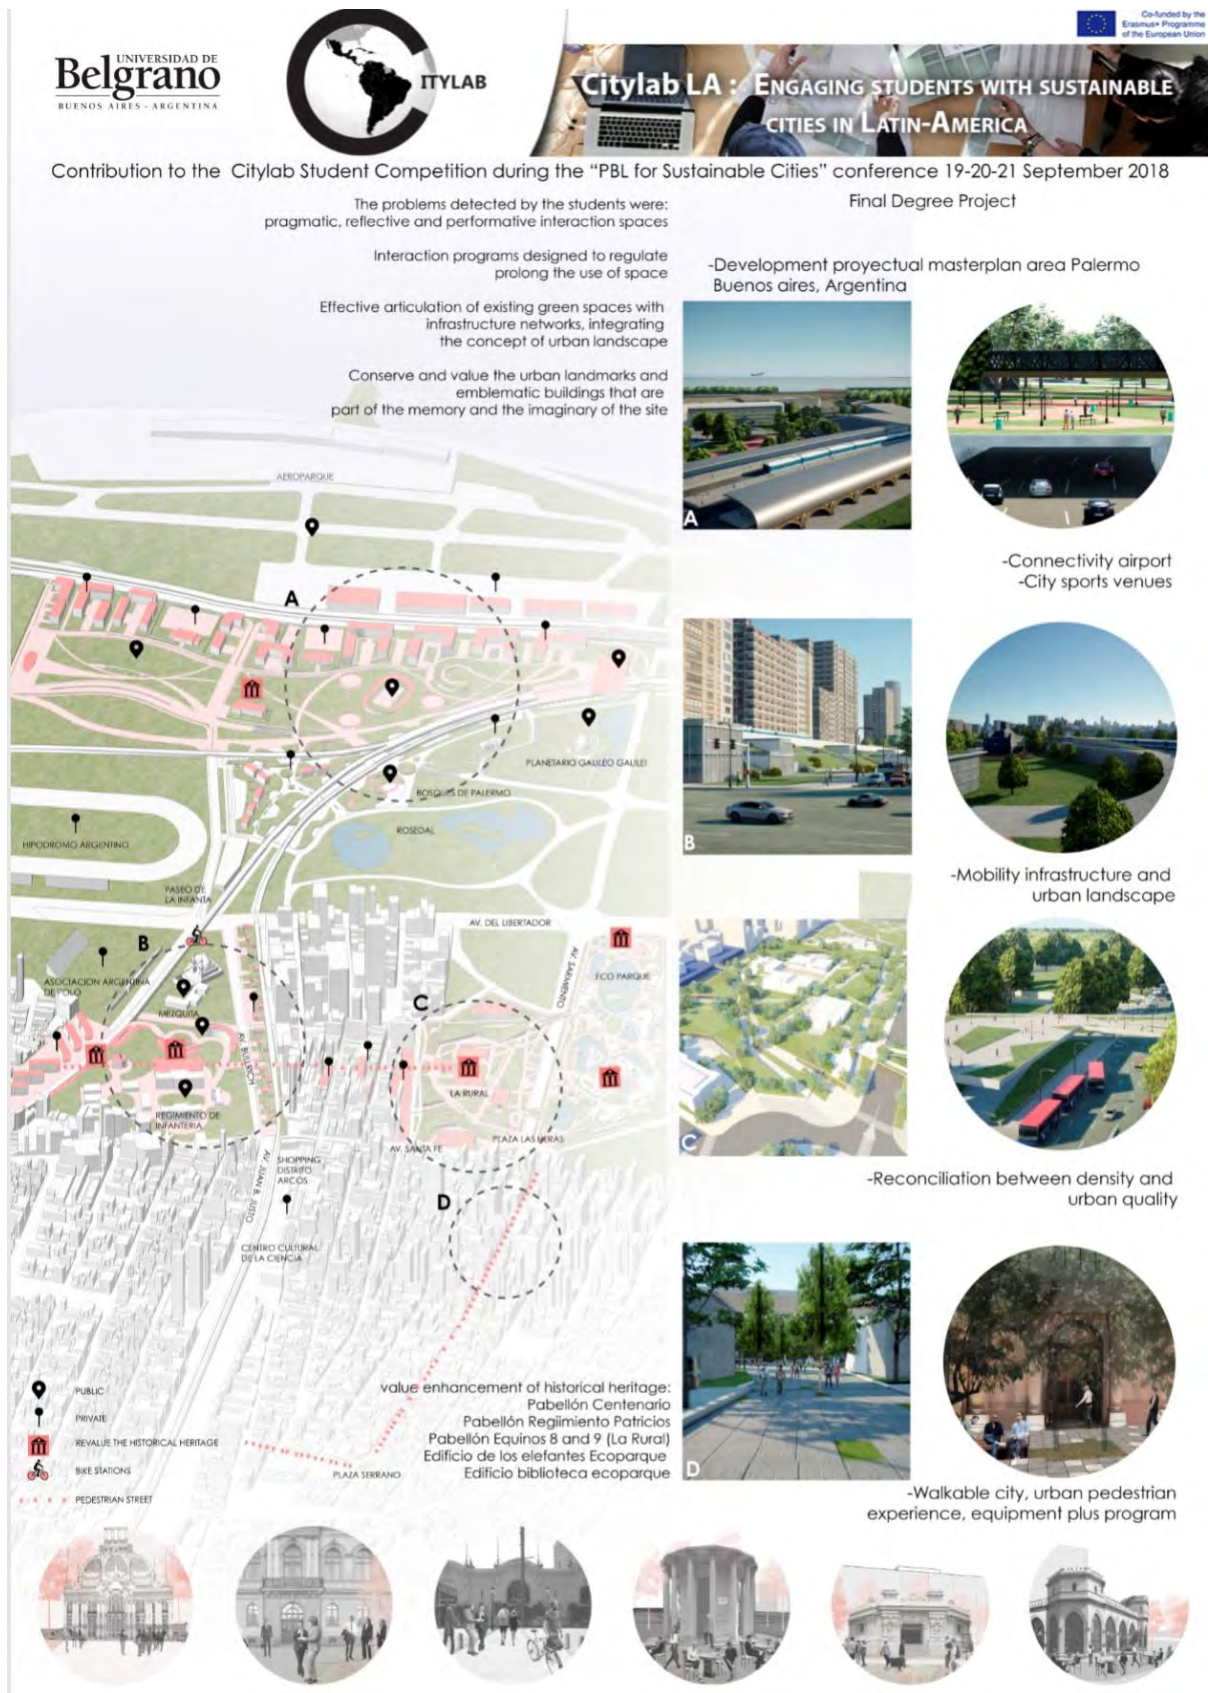 Co-funded by the
Erasmus+ Programme
of the European Union
UNIVERSIDAD DE
Belgrano
BUENOS AIRES - ARGENTINA
CITYLAB
Citylab LA : ENGAGING STUDENTS WITH SUSTAINABLE
CITIES IN LATIN-AMERICA
Contribution to the Citylab Student Competition during the “PBL for Sustainable Cities” conference 19-20-21 September 2018
The problems detected by the students were:
pragmatic, reflective and performative interaction spaces
Interaction programs designed to regulate
prolong the use of space
Effective articulation of existing green spaces with
infrastructure networks, integrating
the concept of urban landscape
Conserve and value the urban landmarks and
emblematic buildings that are
part of the memory and the imaginary of the site
Final Degree Project
-Development proyectual masterplan area Palermo
Buenos aires, Argentina
A
-Connectivity airport
-City sports venues
B
-Mobility infrastructure and
urban landscape
C
-Reconciliation between density and
urban quality
D
-Walkable city, urban pedestrian
experience, equipment plus program
AEROPARQUE
A
PLANETARIO GALILEO GALILEI
BOSQUES DE PALERMO
ROSEDAL
HIPODROMO ARGENTINO
PASEO DE
LA INFANTA
AV. DEL LIBERTADOR
B
AV. SARMIENTO
ECO PARQUE
ASOCIACION ARGENTINA
DE POLO
C
MEZQUITA
AV. BULLRICH
LA RURAL
REGIMIENTO DE
INFANTERIA
PLAZA LAS HERAS
AV. SANTA FE
AV. JUAN B. JUSTO
SHOPPING
DISTRITO
ARCOS
D
CENTRO CULTURAL
DE LA CIENCIA
PUBLIC
PRIVATE
REVALUE THE HISTORICAL HERITAGE
BIKE STATIONS
PEDESTRIAN STREET
PLAZA SERRANO
value enhancement of historical heritage:
Pabellón Centenario
Pabellón Regiimiento Patricios
Pabellón Equinos 8 and 9 (La Rural)
Edificio de los elefantes Ecoparque
Edificio biblioteca ecoparque